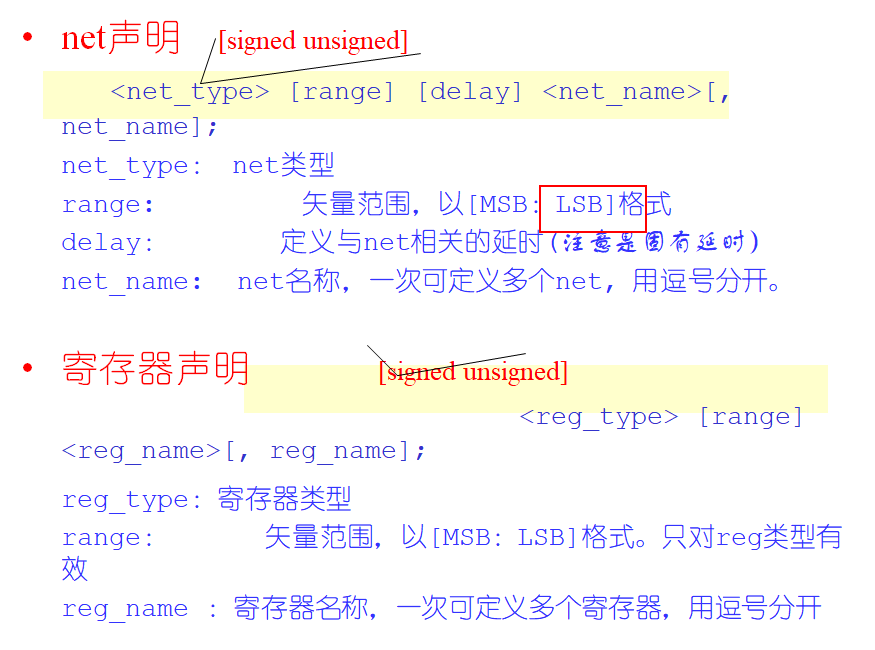 • net声明 [signed unsigned]
<net_type> [range] [delay] <net_name>[,
net_name];
net_type: net类型
range: 矢量范围，以[MSB: LSB]格式
delay: 定义与net相关的延时(注意是固有延时)
net_name: net名称，一次可定义多个net, 用逗号分开。
• 寄存器声明 [signed unsigned]
<reg_type> [range]
<reg_name>[, reg_name];
reg_type: 寄存器类型
range: 矢量范围，以[MSB: LSB]格式。只对reg类型有
效
reg_name : 寄存器名称，一次可定义多个寄存器，用逗号分开